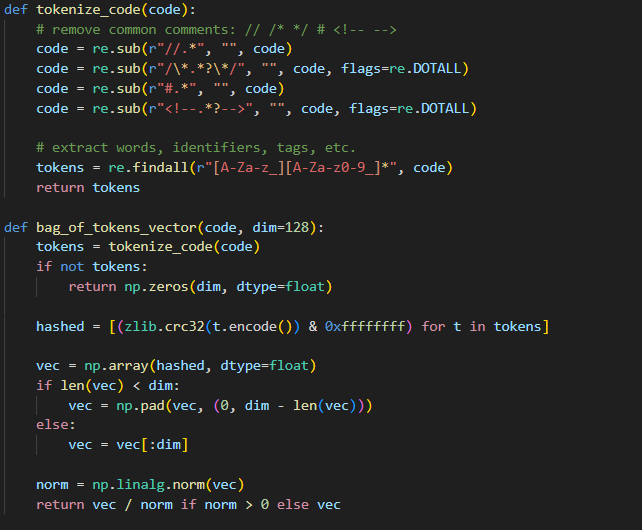 def tokenize_code(code):
    # remove common comments: // /* */ # <!-- -->
    code = re.sub(r"//.*", "", code)
    code = re.sub(r"/\*.*?\*/", "", code, flags=re.DOTALL)
    code = re.sub(r"#.*", "", code)
    code = re.sub(r"<!--.*?-->", "", code, flags=re.DOTALL)

    # extract words, identifiers, tags, etc.
    tokens = re.findall(r"[A-Za-z_][A-Za-z0-9_]*", code)
    return tokens

def bag_of_tokens_vector(code, dim=128):
    tokens = tokenize_code(code)
    if not tokens:
        return np.zeros(dim, dtype=float)

    hashed = [(zlib.crc32(t.encode()) & 0xffffffff) for t in tokens]

    vec = np.array(hashed, dtype=float)
    if len(vec) < dim:
        vec = np.pad(vec, (0, dim - len(vec)))
    else:
        vec = vec[:dim]

    norm = np.linalg.norm(vec)
    return vec / norm if norm > 0 else vec